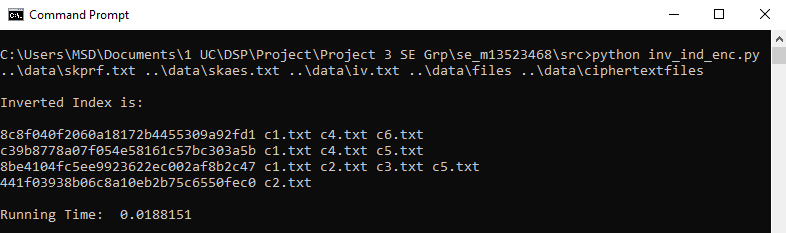 Command Prompt
C:\Users\MSD\Documents\1 UC\DSP\Project\Project 3 SE Grp\se_m13523468\src>python inv_ind_enc.py
..\data\skprf.txt ..\data\skaes.txt ..\data\iv.txt ..\data\files ..\data\ciphertextfiles
Inverted Index is:
8c8f040f2060a18172b4455309a92fd1 c1.txt c4.txt c6.txt
c39b8778a07f054e58161c57bc303a5b c1.txt c4.txt c5.txt
8be4104fc5ee9923622ec002af8b2c47 c1.txt c2.txt c3.txt c5.txt
441f03938b06c8a10eb2b75c6550fec0 c2.txt
Running Time:  0.0188151